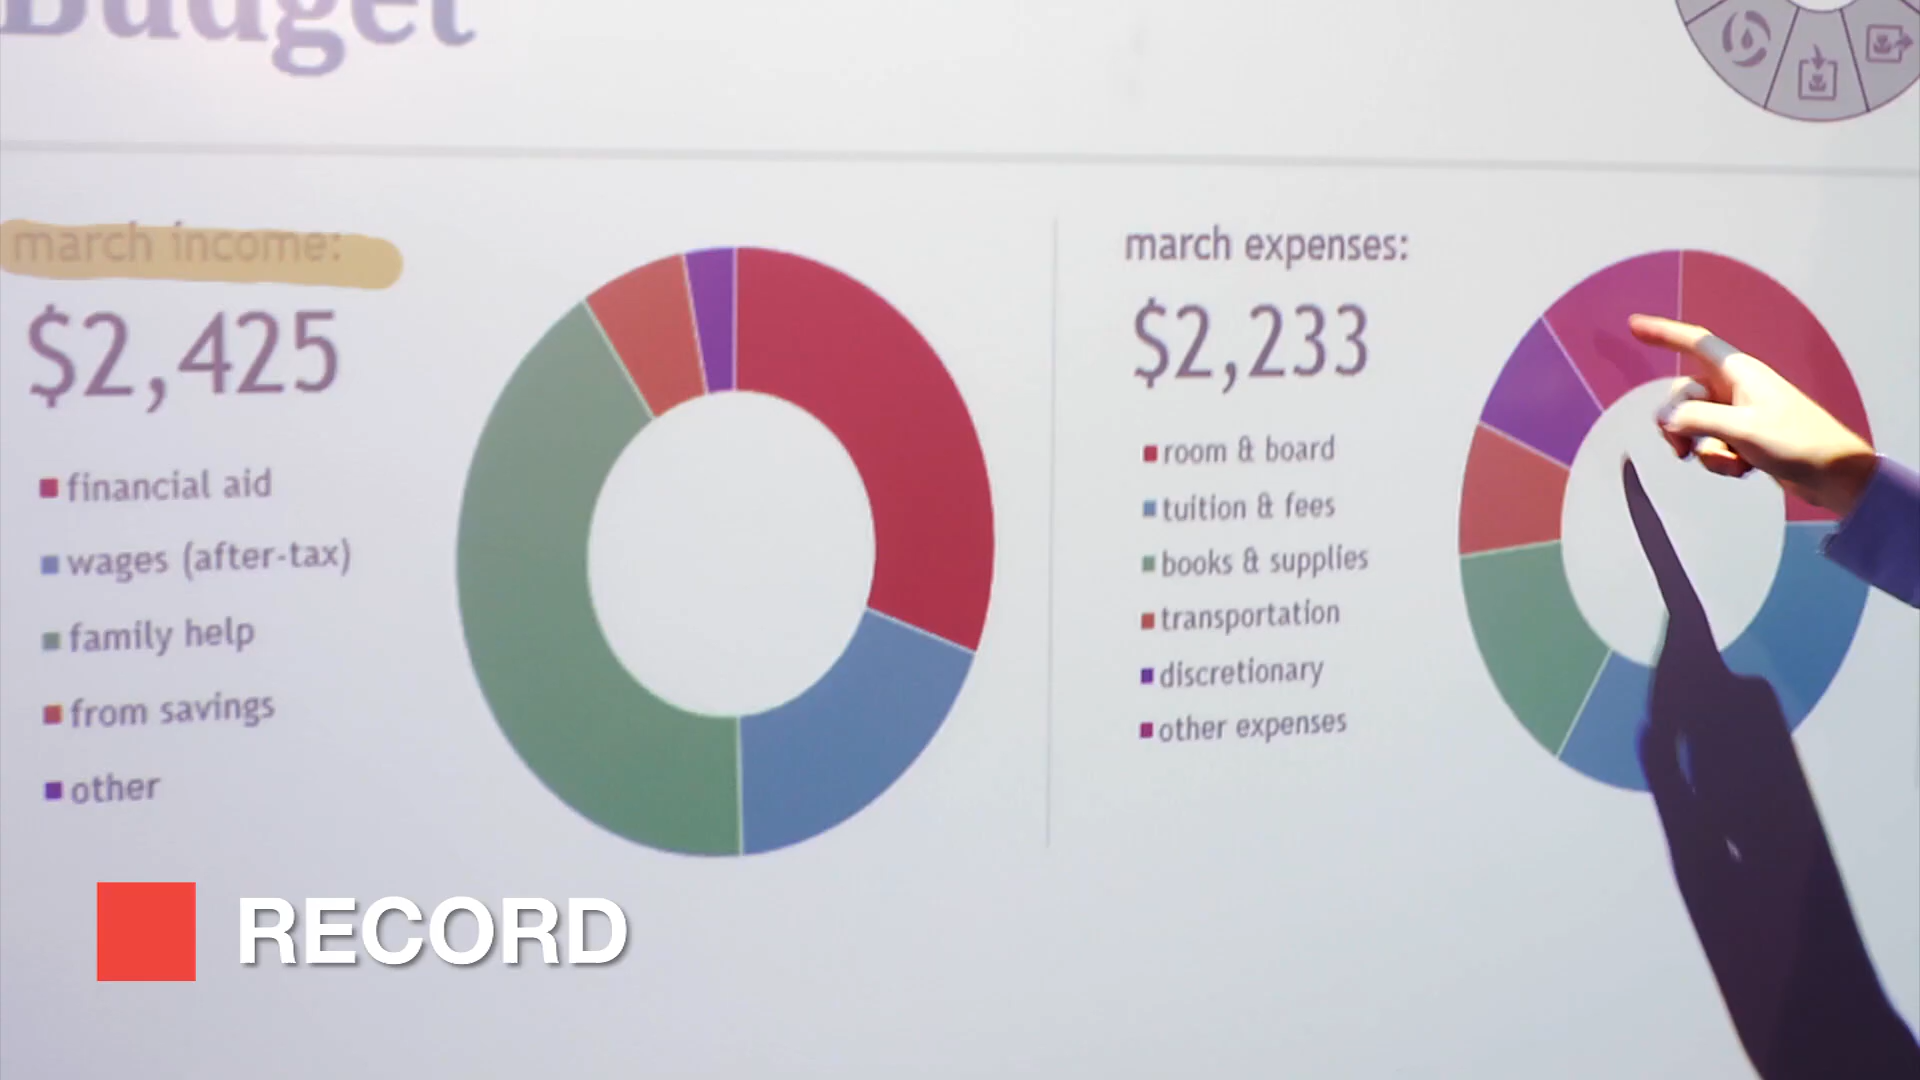 Budget
march income:
$2,425
financial aid
wages (after-tax)
family help
from savings
other
march expenses:
$2,233
room & board
tuition & fees
books & supplies
transportation
discretionary
other expenses
RECORD